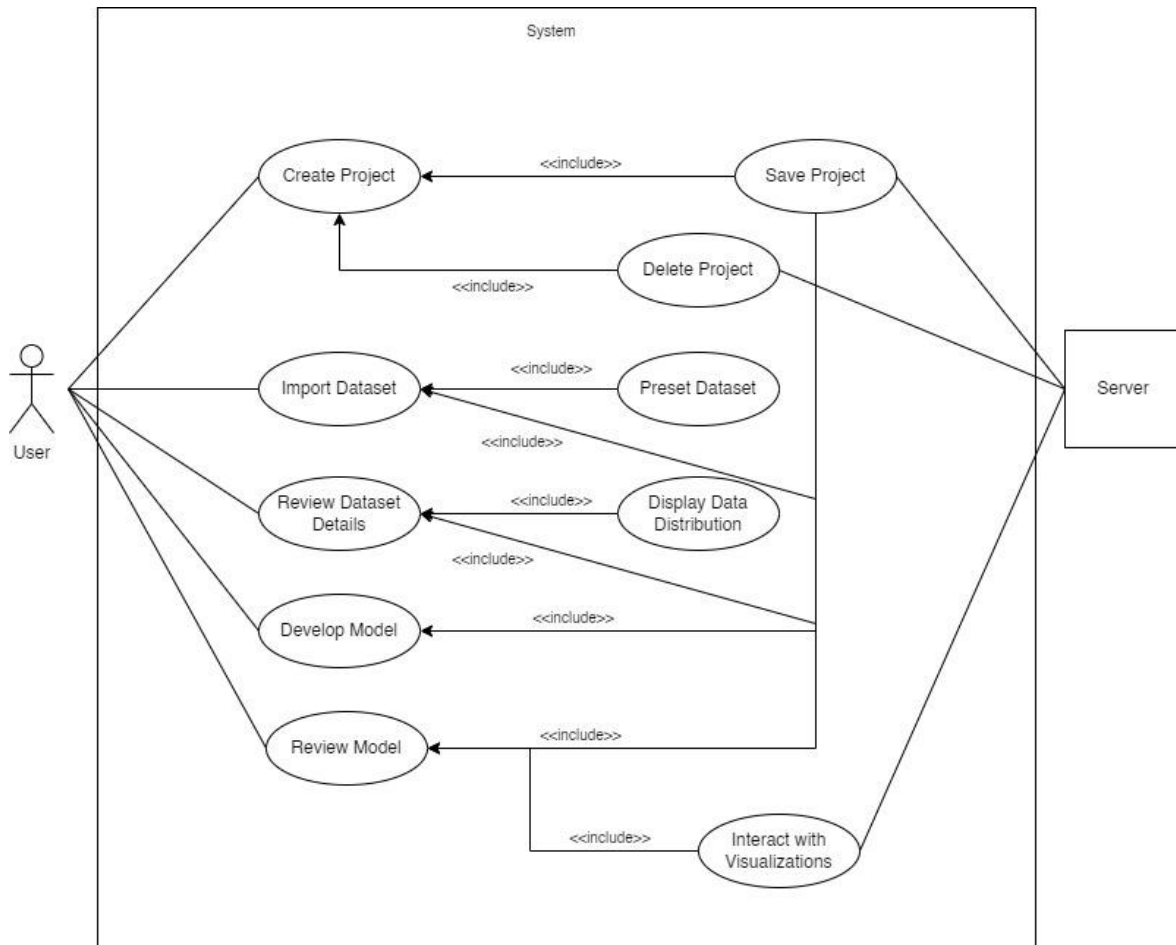 System
Create Project
<<include>>
Save Project
<<include>>
Delete Project
User
Import Dataset
<<include>>
Preset Dataset
Server
<<include>>
Review Dataset
Details
<<include>>
Display Data
Distribution
<<include>>
Develop Model
<<include>>
Review Model
<<include>>
<<include>>
Interact with
Visualizations